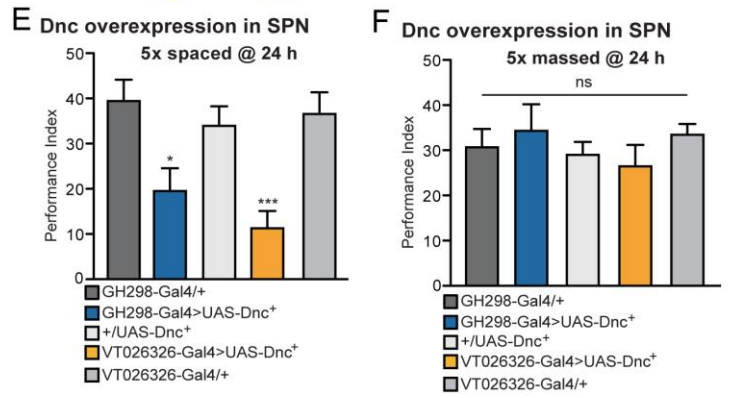 E Dnc overexpression in SPN
5x spaced @ 24 h
Performance Index
50
40
30
20
10
0
*
***
GH298-Gal4/+
GH298-Gal4>UAS-Dnc⁺
+/UAS-Dnc⁺
VT026326-Gal4>UAS-Dnc⁺
VT026326-Gal4/+
F Dnc overexpression in SPN
5x massed @ 24 h
ns
Performance Index
50
40
30
20
10
0
GH298-Gal4/+
GH298-Gal4>UAS-Dnc⁺
+/UAS-Dnc⁺
VT026326-Gal4>UAS-Dnc⁺
VT026326-Gal4/+